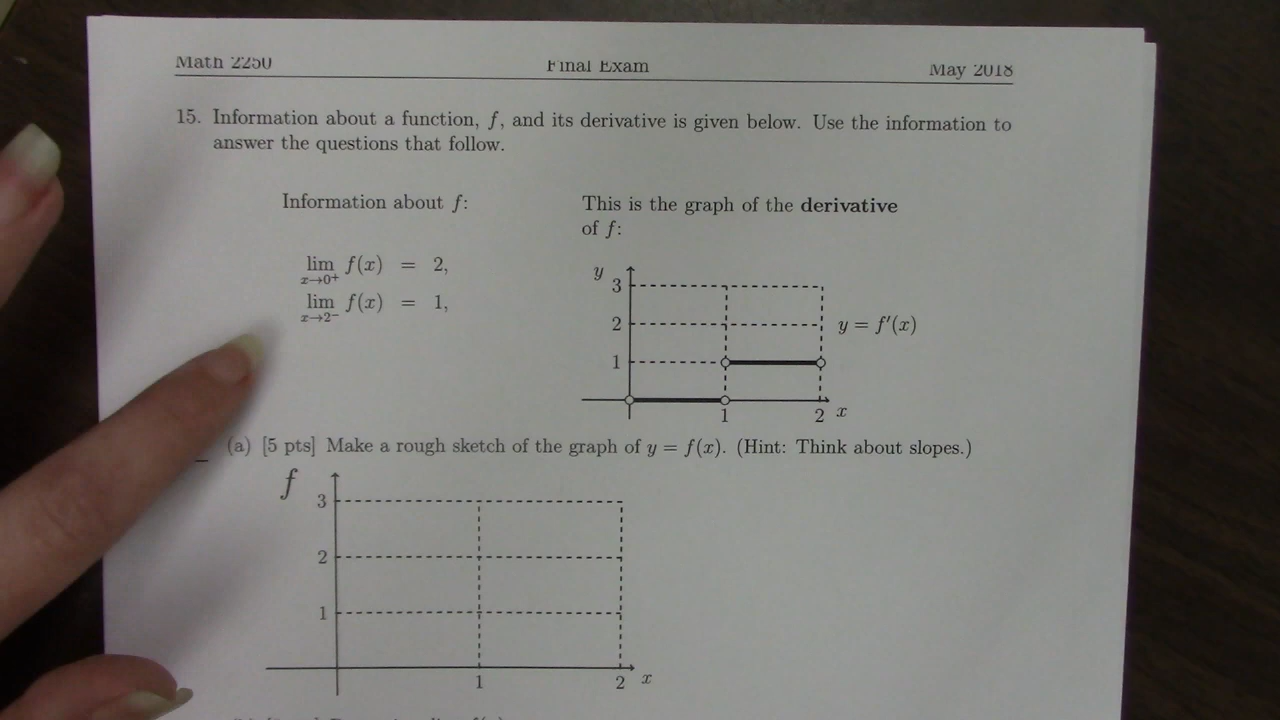 Math 2250 Final Exam May 2018
15. Information about a function, f, and its derivative is given below. Use the information to
answer the questions that follow.
Information about f:
lim x→0⁺ f(x) = 2,
lim x→2⁻ f(x) = 1,
This is the graph of the derivative
of f:
y
3
2
1
y = f′(x)
1 2 x
(a) [5 pts] Make a rough sketch of the graph of y = f(x). (Hint: Think about slopes.)
f
3
2
1
1 2 x